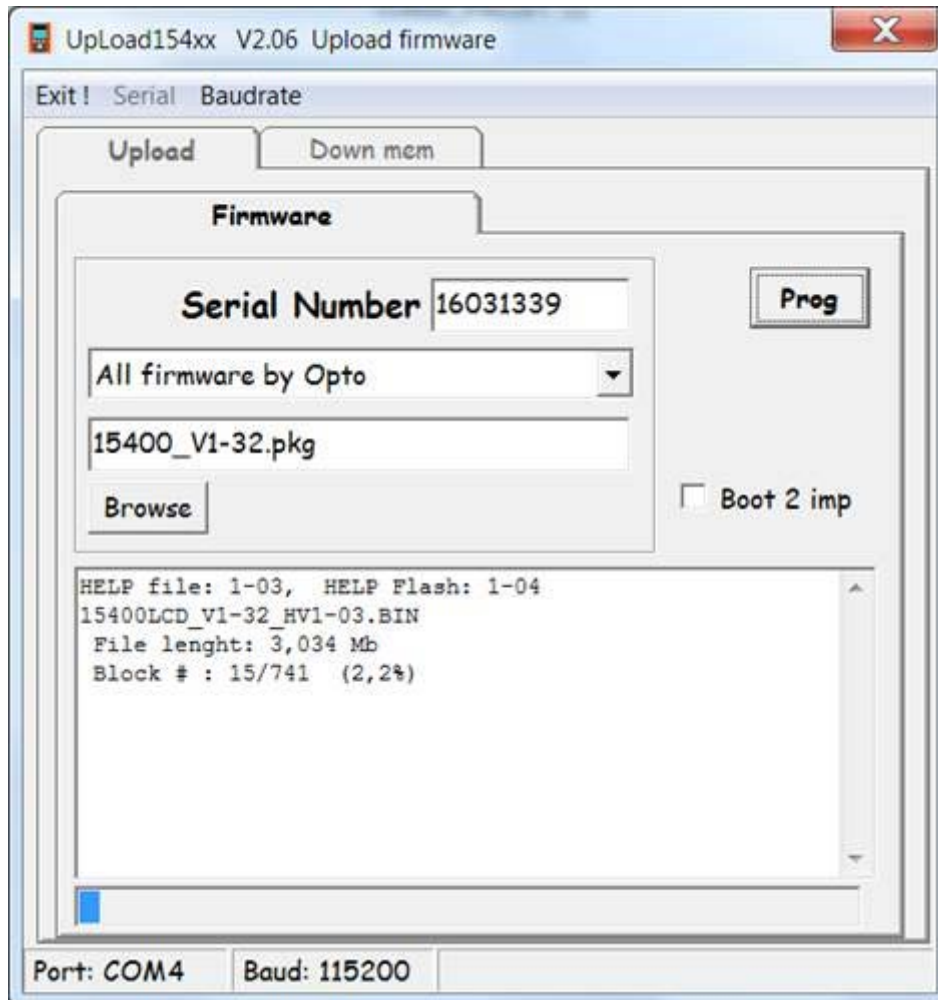 UpLoad154xx V2.06 Upload firmware
Exit ! Serial Baudrate
Upload Down mem
Firmware
Serial Number 16031339 Prog
All firmware by Opto
15400_V1-32.pkg
Browse Boot 2 imp
HELP file: 1-03, HELP Flash: 1-04
15400LCD_V1-32_HV1-03.BIN
File lenght: 3,034 Mb
Block # : 15/741 (2,2%)
Port: COM4 Baud: 115200